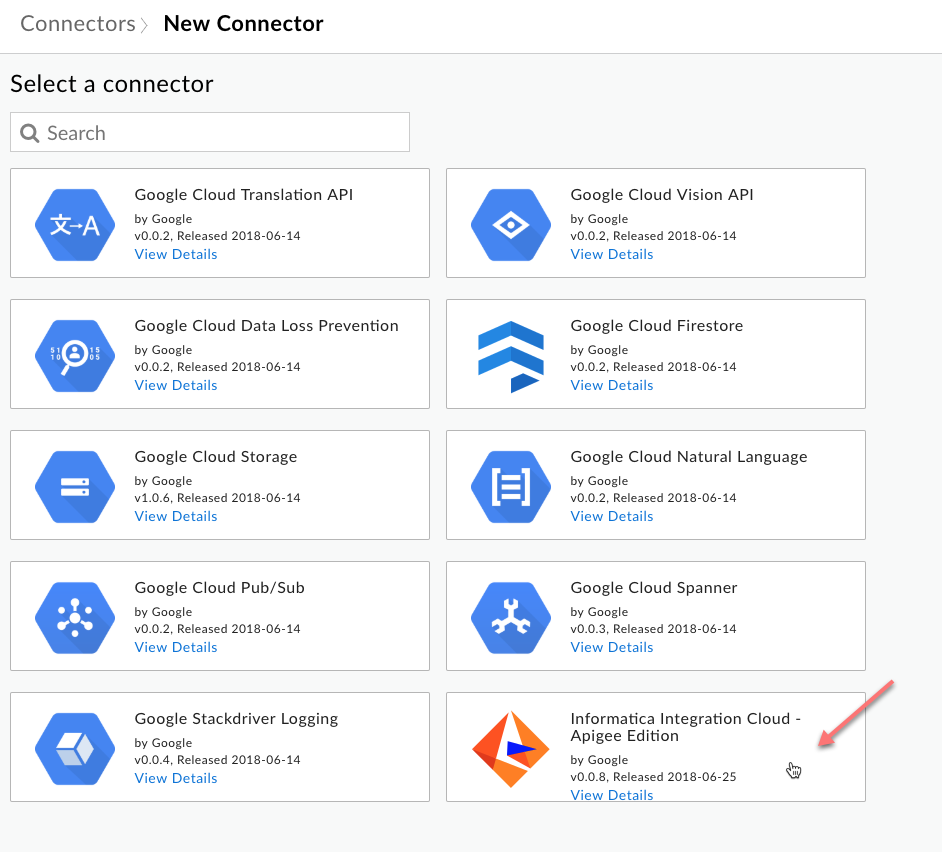 Connectors > New Connector
Select a connector
Search
Google Cloud Translation API
by Google
v0.0.2, Released 2018-06-14
View Details
Google Cloud Vision API
by Google
v0.0.2, Released 2018-06-14
View Details
Google Cloud Data Loss Prevention
by Google
v0.0.2, Released 2018-06-14
View Details
Google Cloud Firestore
by Google
v0.0.2, Released 2018-06-14
View Details
Google Cloud Storage
by Google
v1.0.6, Released 2018-06-14
View Details
Google Cloud Natural Language
by Google
v0.0.2, Released 2018-06-14
View Details
Google Cloud Pub/Sub
by Google
v0.0.2, Released 2018-06-14
View Details
Google Cloud Spanner
by Google
v0.0.3, Released 2018-06-14
View Details
Google Stackdriver Logging
by Google
v0.0.4, Released 2018-06-14
View Details
Informatica Integration Cloud -
Apigee Edition
by Google
v0.0.8, Released 2018-06-25
View Details